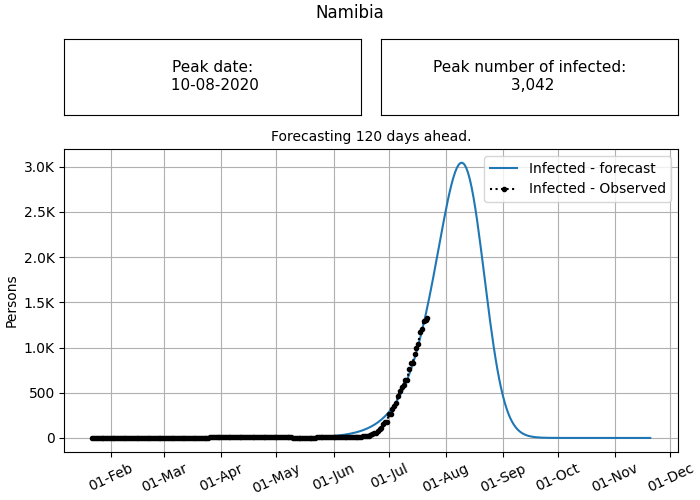 Namibia
Peak date:
10-08-2020
Peak number of infected:
3,042
Forecasting 120 days ahead.
Infected - forecast
Infected - Observed
Persons
3.0K
2.5K
2.0K
1.5K
1.0K
500
0
01-Feb
01-Mar
01-Apr
01-May
01-Jun
01-Jul
01-Aug
01-Sep
01-Oct
01-Nov
01-Dec